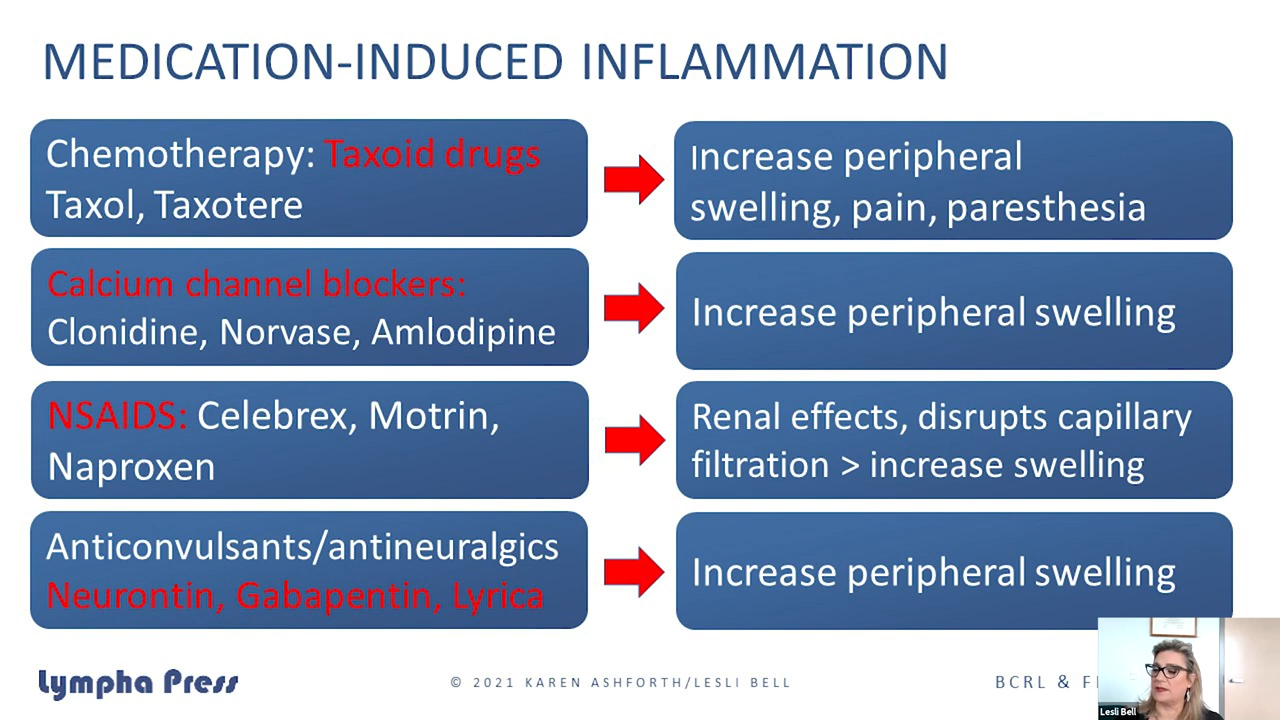 MEDICATION-INDUCED INFLAMMATION
Chemotherapy: Taxoid drugs
Taxol, Taxotere
Increase peripheral
swelling, pain, paresthesia
Calcium channel blockers:
Clonidine, Norvase, Amlodipine
Increase peripheral swelling
NSAIDS: Celebrex, Motrin,
Naproxen
Renal effects, disrupts capillary
filtration > increase swelling
Anticonvulsants/antineuralgics
Neurontin, Gabapentin, Lyrica
Increase peripheral swelling
Lympha Press
© 2021 KAREN ASHFORTH/LESLI BELL
BCRL &
Lesli Bell